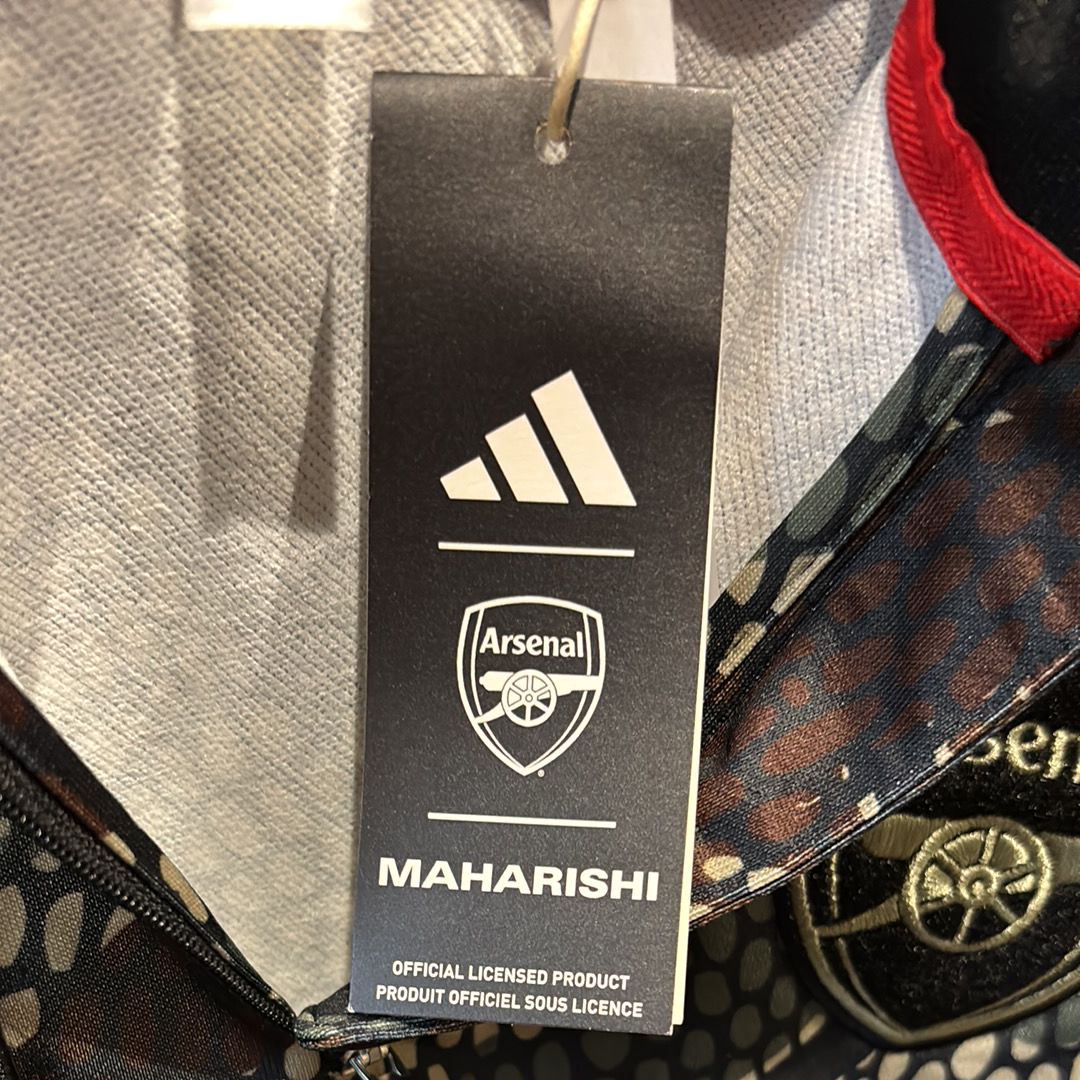 Arsenal
MAHARISHI
OFFICIAL LICENSED PRODUCT
PRODUIT OFFICIEL SOUS LICENCE